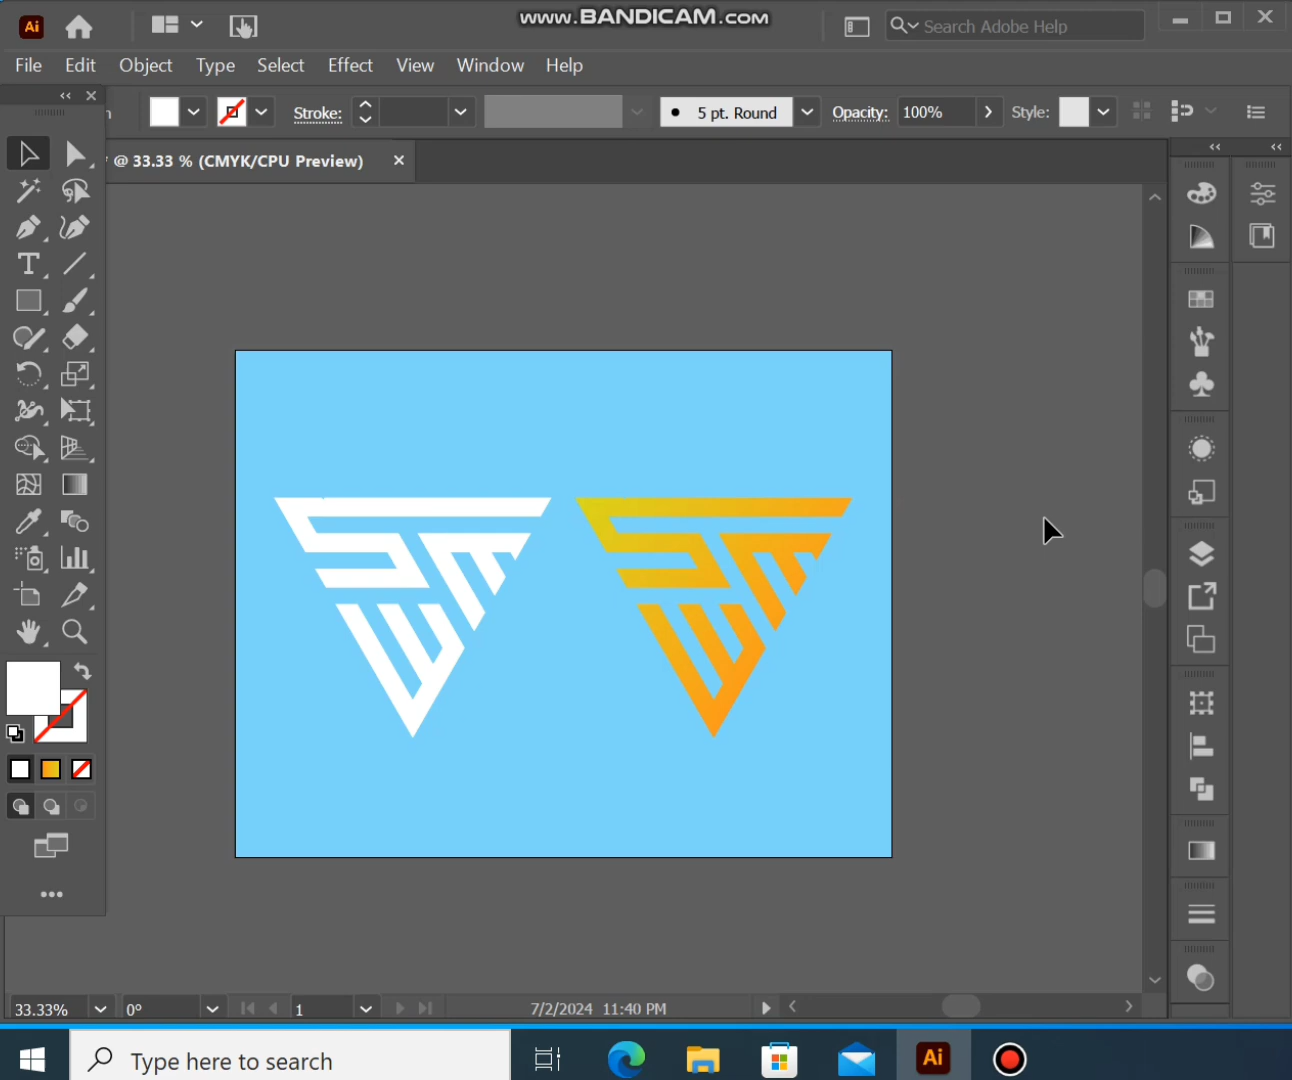 www.BANDICAM.com
Ai
Search Adobe Help
File Edit Object Type Select Effect View Window Help
Stroke: 5 pt. Round Opacity: 100% Style:
@ 33.33 % (CMYK/CPU Preview)
T
33.33% 0° 1 7/2/2024 11:40 PM
Type here to search
Ai